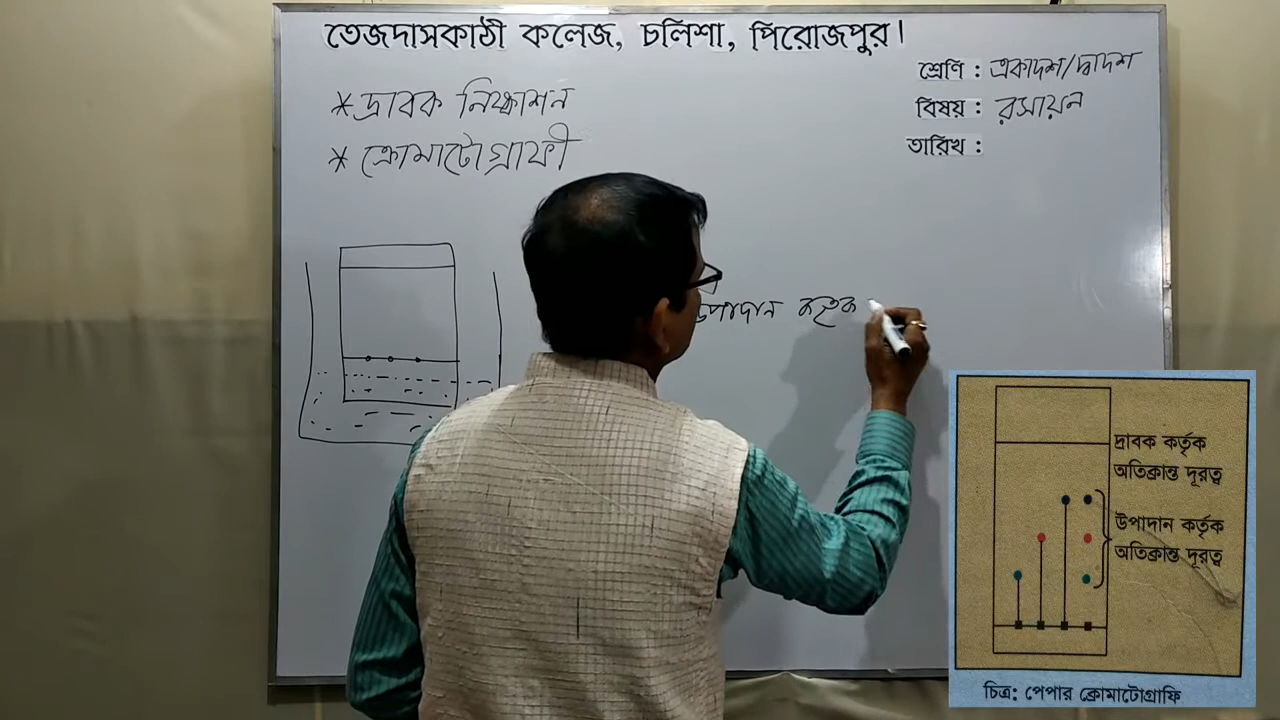 তেজদাসকাঠী কলেজ, চলিশা, পিরোজপুর।
শ্রেণি : একাদশ/দ্বাদশ
বিষয় : রসায়ন
তারিখ :
* দ্রাবক নিষ্কাশন
* ক্রোমাটোগ্রাফী
উপাদান কর্তৃক
দ্রাবক কর্তৃক
অতিক্রান্ত দূরত্ব
উপাদান কর্তৃক
অতিক্রান্ত দূরত্ব
চিত্র: পেপার ক্রোমাটোগ্রাফি